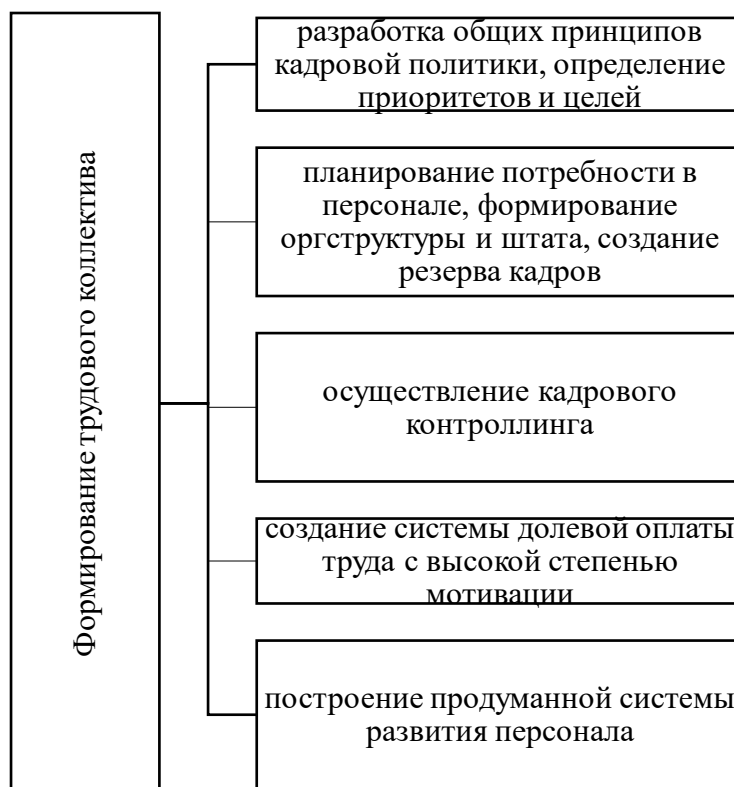 Формирование трудового коллектива
разработка общих принципов
кадровой политики, определение
приоритетов и целей
планирование потребности в
персонале, формирование
оргструктуры и штата, создание
резерва кадров
осуществление кадрового
контроллинга
создание системы долевой оплаты
труда с высокой степенью
мотивации
построение продуманной системы
развития персонала